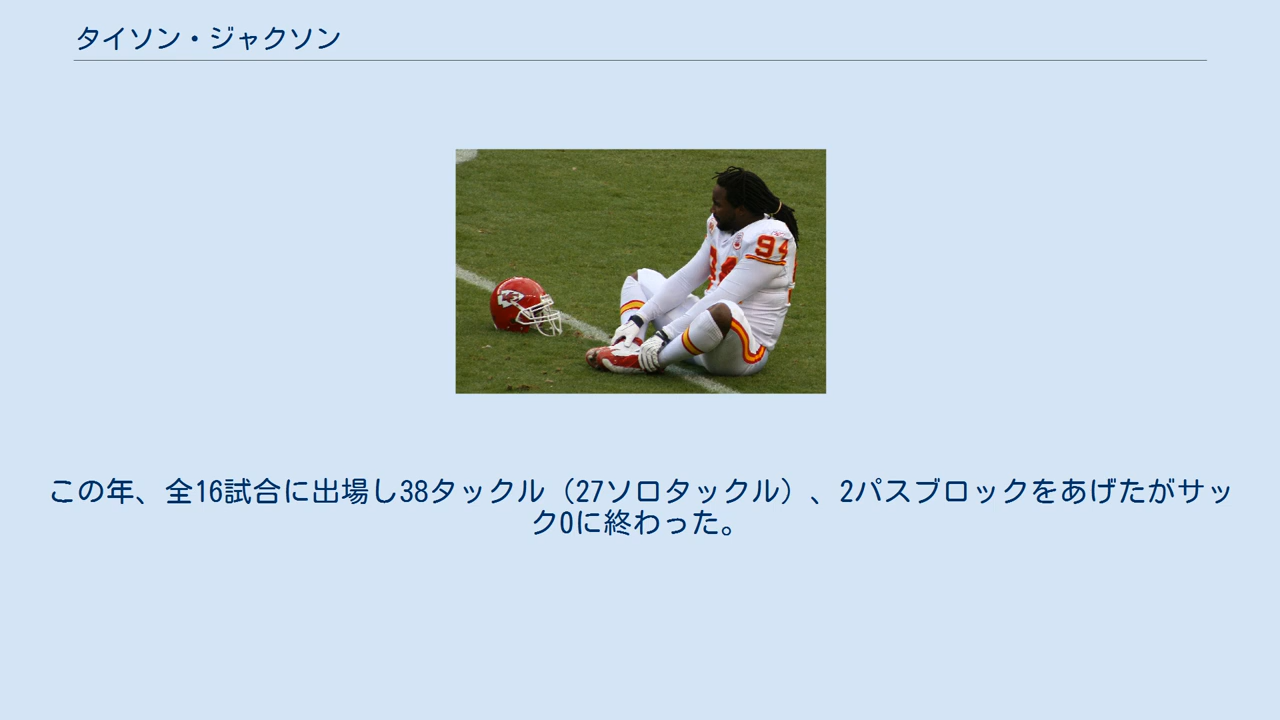 タイソン・ジャクソン
94
94
この年、全16試合に出場し38タックル（27ソロタックル）、2パスブロックをあげたがサッ
ク0に終わった。